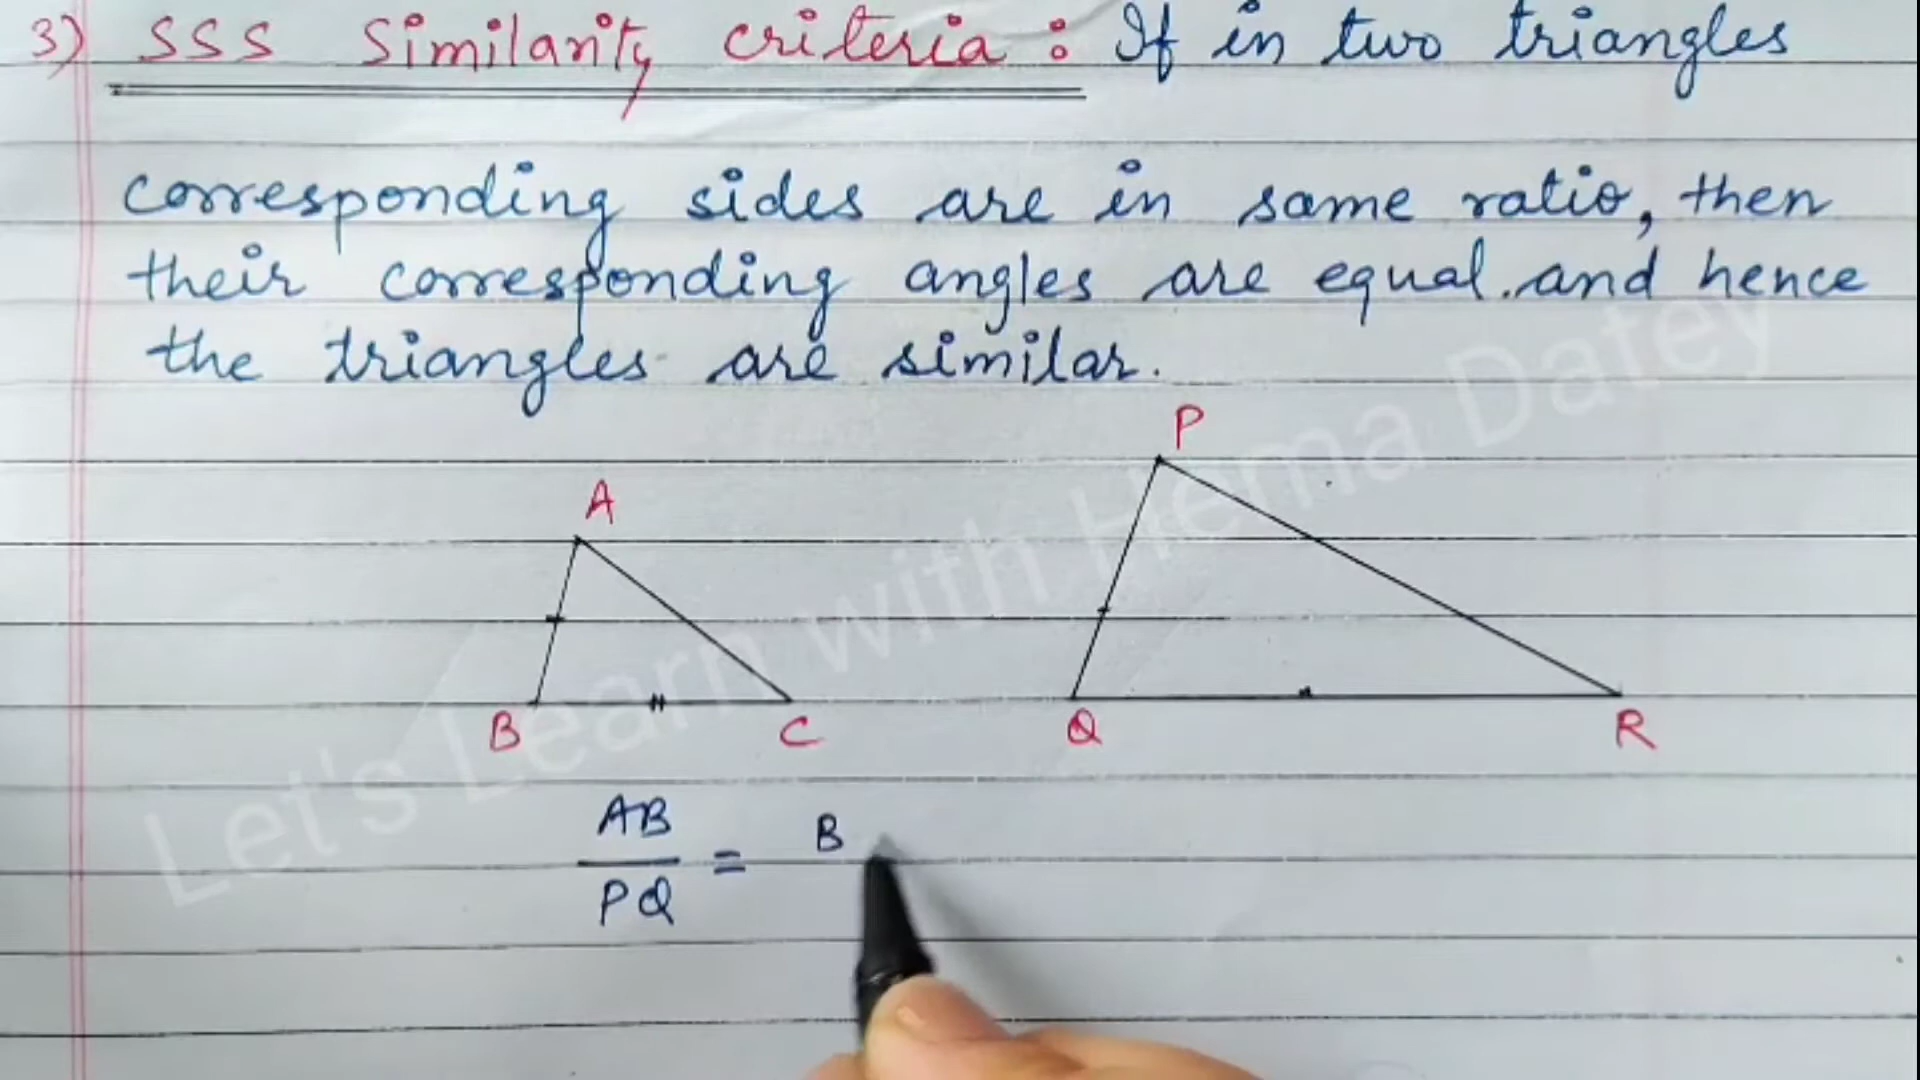 3) SSS Similarity criteria : If in two triangles
corresponding sides are in same ratio, then
their corresponding angles are equal. and hence
the triangles are similar.
P
A
B C Q R
AB
PQ
= B
Let's Learn with Hema Datey